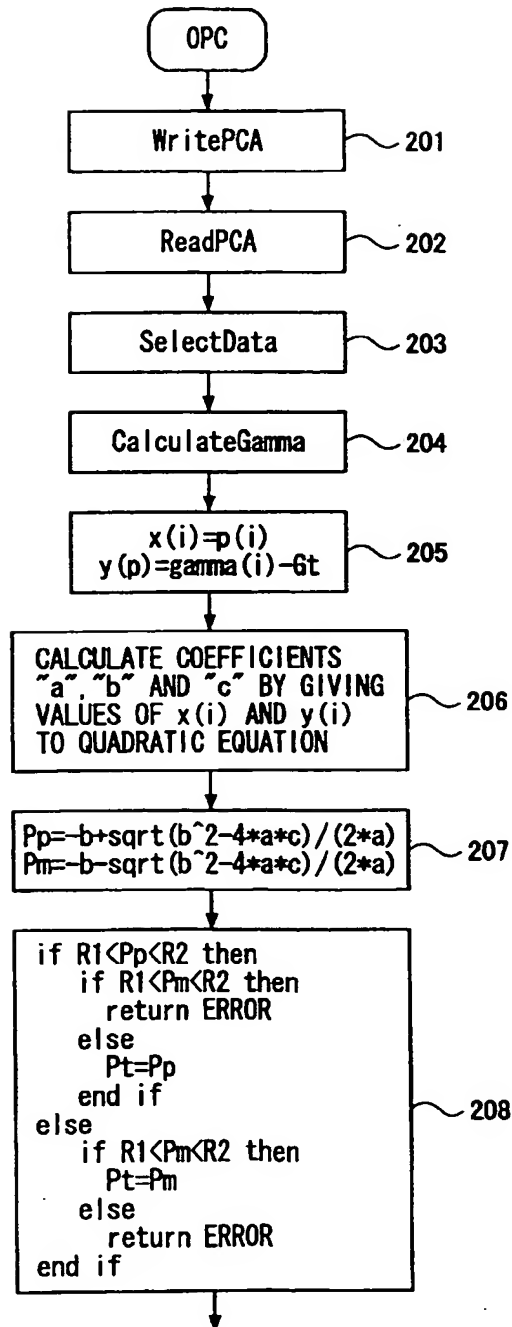 OPC
WritePCA
201
ReadPCA
202
SelectData
203
CalculateGamma
204
x(i)=p(i)
y(p)=gamma(i)-Gt
205
CALCULATE COEFFICIENTS
"a","b" AND "c" BY GIVING
VALUES OF x(i) AND y(i)
TO QUADRATIC EQUATION
206
Pp=-b+sqrt(b^2-4*a*c)/(2*a)
Pm=-b-sqrt(b^2-4*a*c)/(2*a)
207
if R1<Pp<R2 then
if R1<Pm<R2 then
return ERROR
else
Pt=Pp
end if
else
if R1<Pm<R2 then
Pt=Pm
else
return ERROR
end if
208